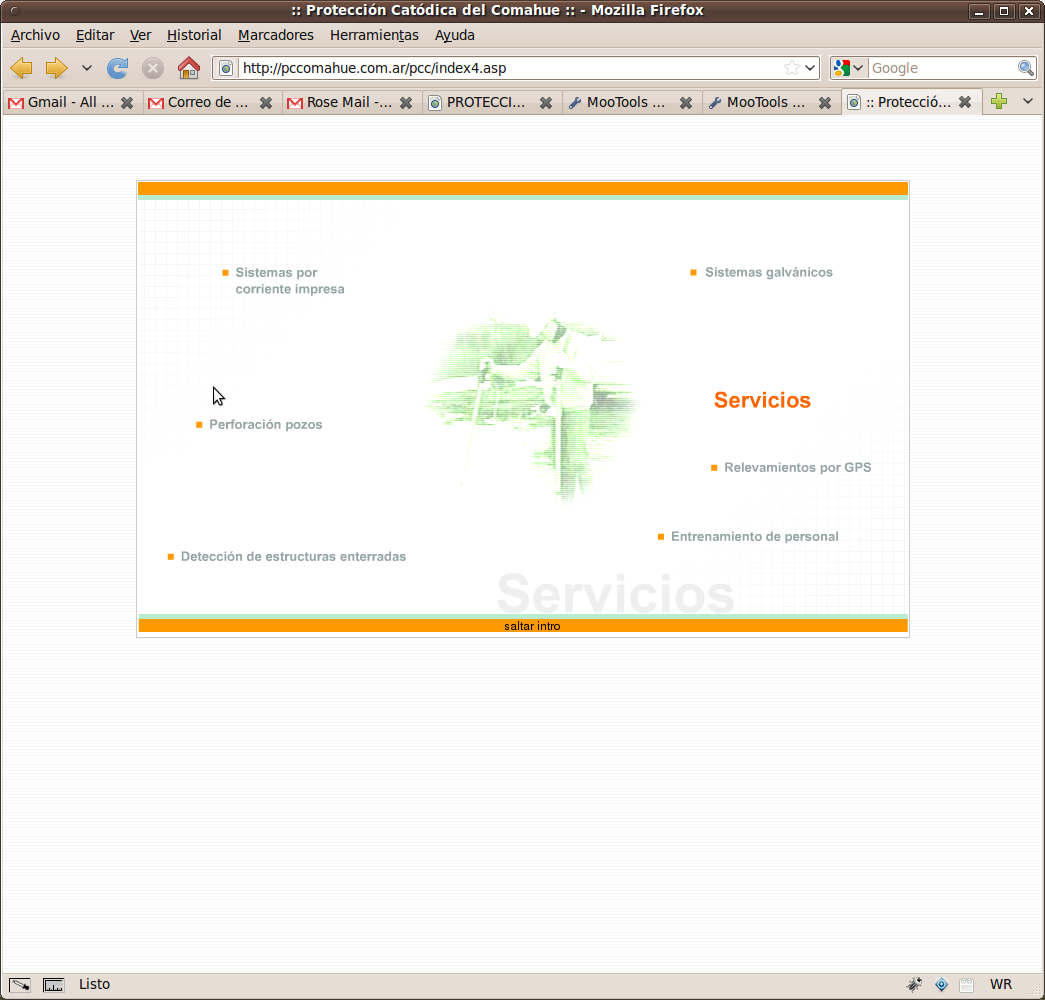 :: Protección Catódica del Comahue :: - Mozilla Firefox
Archivo Editar Ver Historial Marcadores Herramientas Ayuda
http://pccomahue.com.ar/pcc/index4.asp Google
Gmail - All ... Correo de ... Rose Mail -... PROTECCI... MooTools ... MooTools ... :: Protecció...
Sistemas por
corriente impresa
Sistemas galvánicos
Servicios
Perforación pozos
Relevamientos por GPS
Entrenamiento de personal
Detección de estructuras enterradas
Servicios
saltar intro
Listo WR